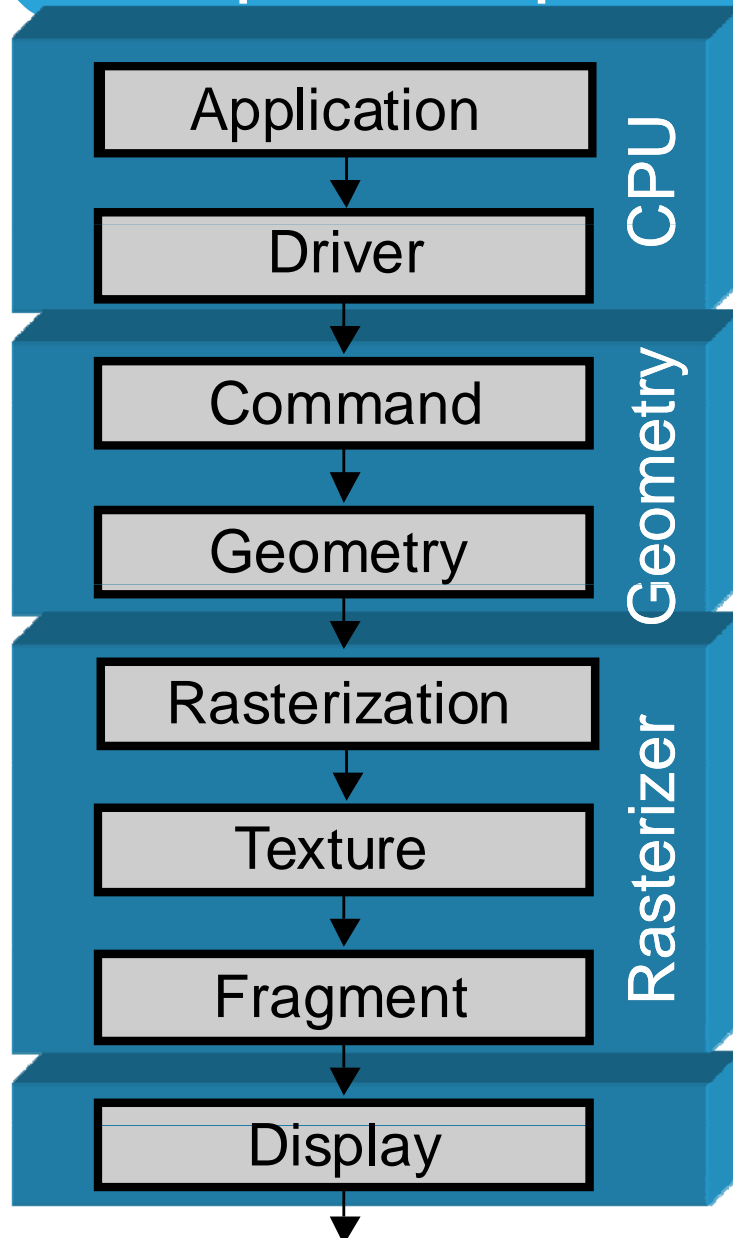 Application
Driver
CPU
Command
Geometry
Geometry
Rasterization
Texture
Fragment
Rasterizer
Display